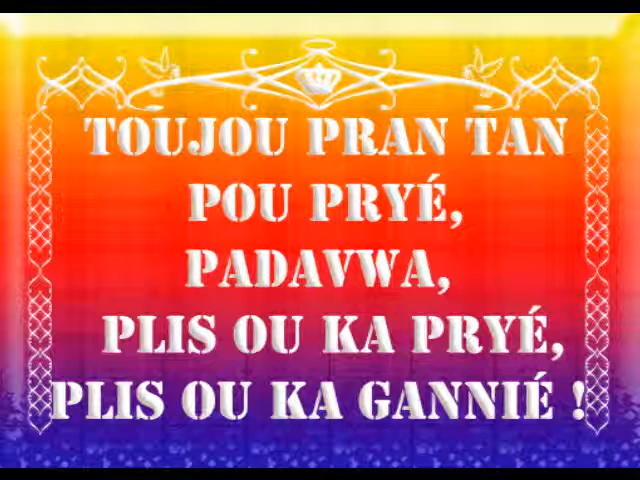 TOUJOU PRAN TAN
POU PRYÉ,
PADAVWA,
PLIS OU KA PRYÉ,
PLIS OU KA GANNIÉ !